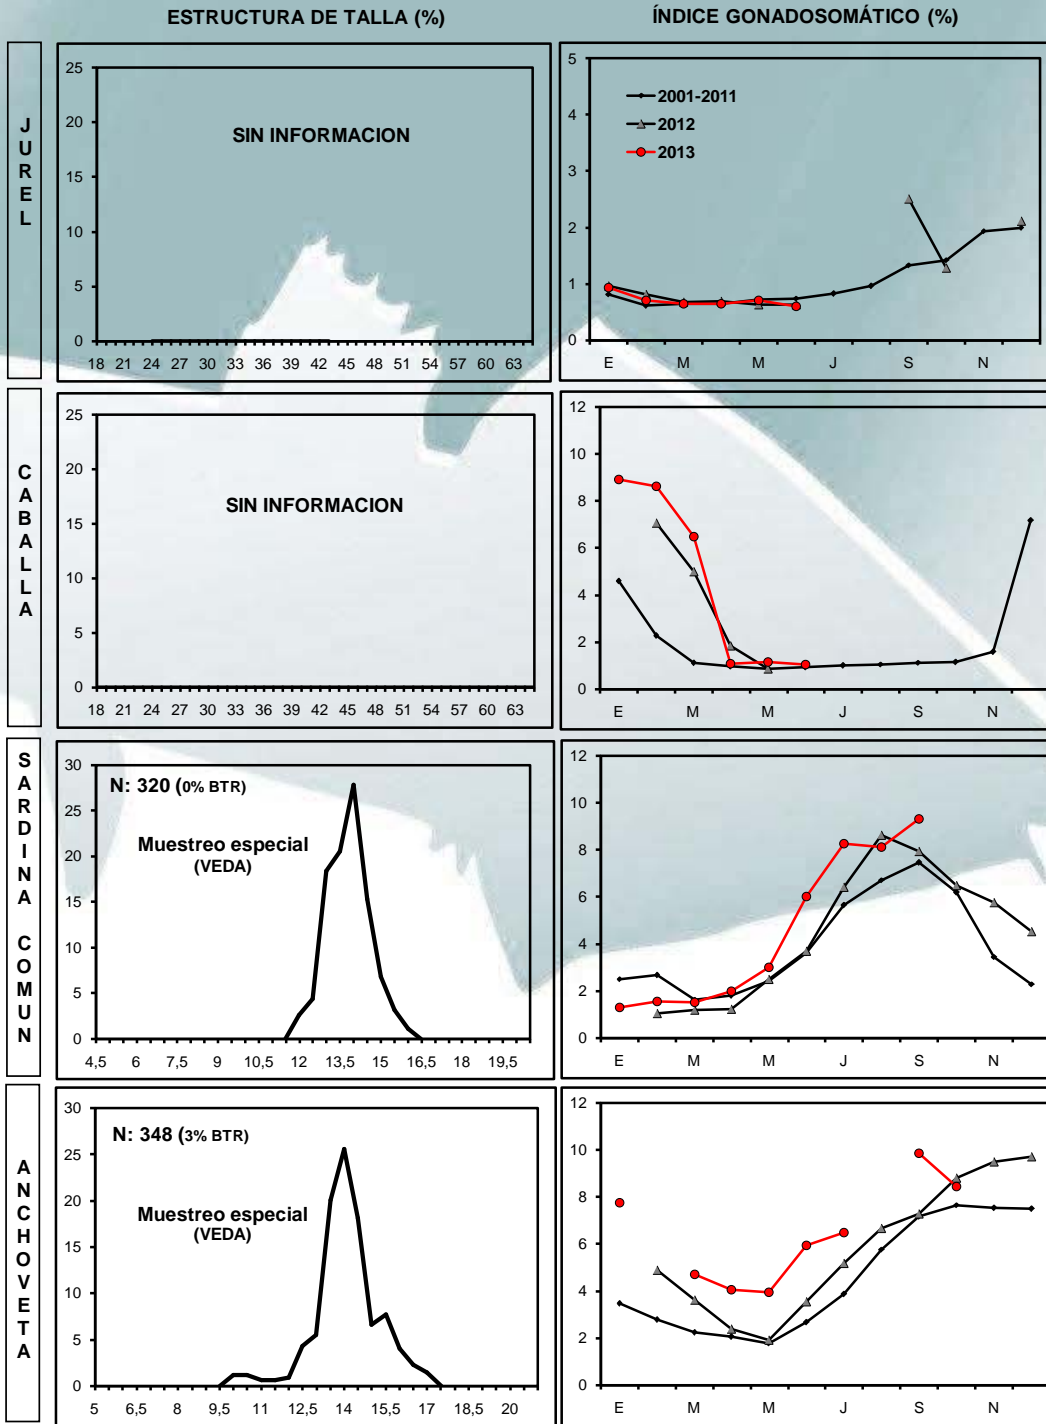 ESTRUCTURA DE TALLA (%)
ÍNDICE GONADOSOMÁTICO (%)
JUREL
25
20
15
10
5
0
SIN INFORMACION
18 21 24 27 30 33 36 39 42 45 48 51 54 57 60 63
5
4
3
2
1
0
2001-2011
2012
2013
E M M J S N
CABALLA
25
20
15
10
5
0
SIN INFORMACION
18 21 24 27 30 33 36 39 42 45 48 51 54 57 60 63
12
10
8
6
4
2
0
E M M J S N
SARDINA COMUN
30
25
20
15
10
5
0
N: 320 (0% BTR)
Muestreo especial
(VEDA)
4,5 6 7,5 9 10,5 12 13,5 15 16,5 18 19,5
12
10
8
6
4
2
0
E M M J S N
ANCHOVETA
30
25
20
15
10
5
0
N: 348 (3% BTR)
Muestreo especial
(VEDA)
5 6,5 8 9,5 11 12,5 14 15,5 17 18,5 20
12
10
8
6
4
2
0
E M M J S N